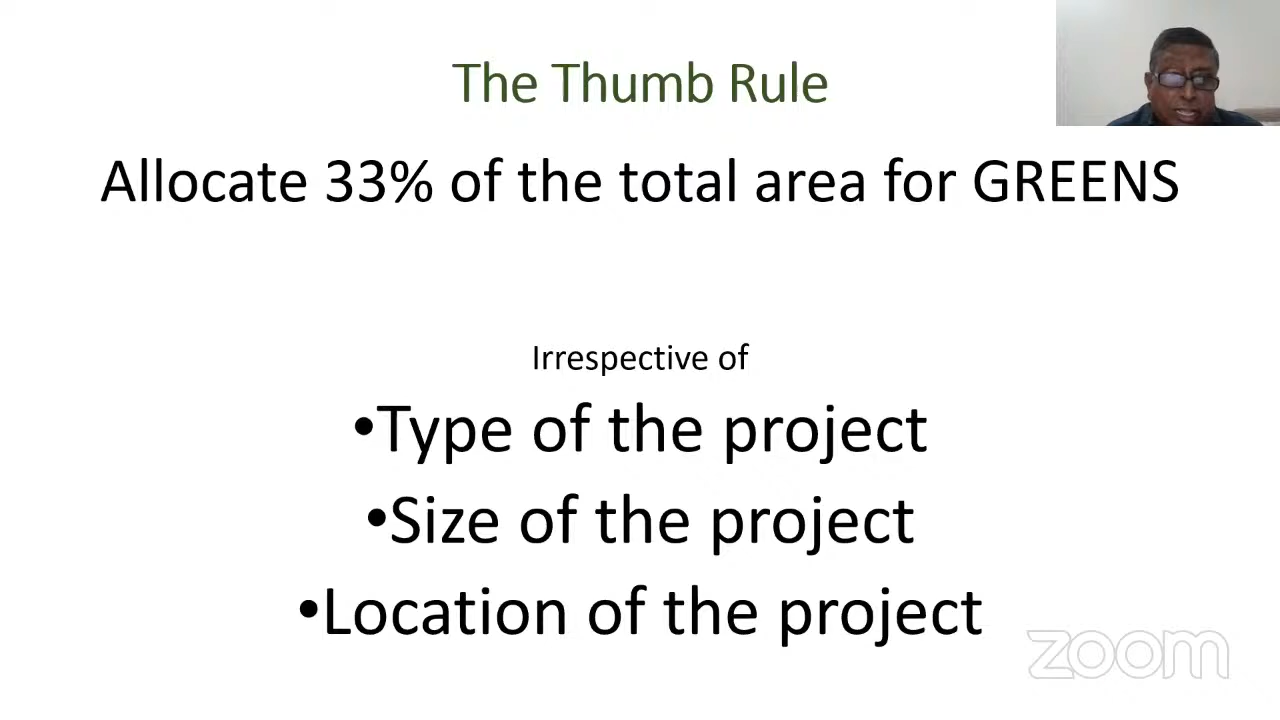 The Thumb Rule
Allocate 33% of the total area for GREENS
Irrespective of
•Type of the project
•Size of the project
•Location of the project
zoom